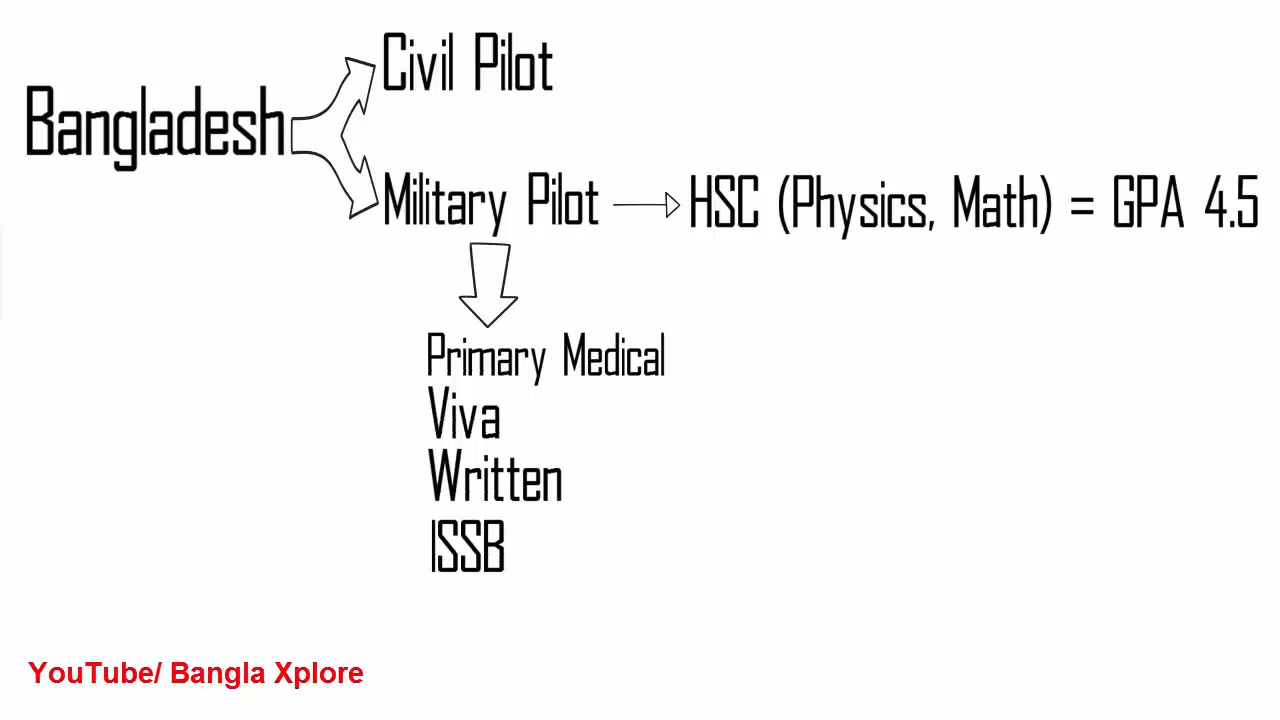 Civil Pilot
Bangladesh
Military Pilot
HSC (Physics, Math) = GPA 4.5
Primary Medical
Viva
Written
ISSB
YouTube/ Bangla Xplore